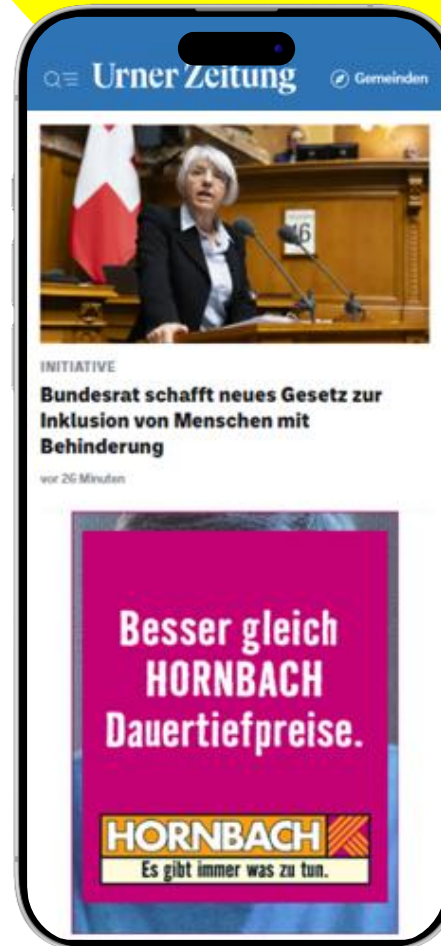 Urner Zeitung
Gemeinden
46
INITIATIVE
Bundesrat schafft neues Gesetz zur
Inklusion von Menschen mit
Behinderung
vor 26 Minuten
Besser gleich
HORNBACH
Dauertiefpreise.
HORNBACH
Es gibt immer was zu tun.